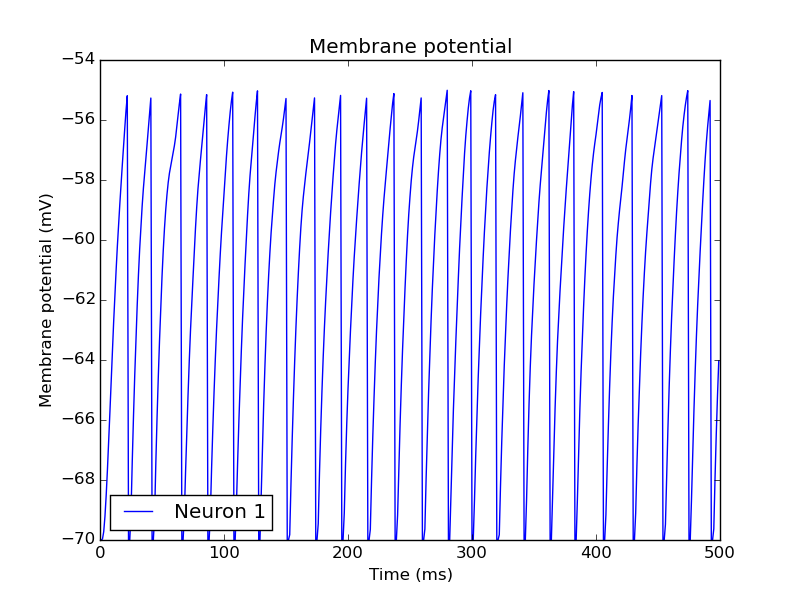 Membrane potential
−54
−56
−58
−60
−62
−64
−66
−68
−70
Membrane potential (mV)
Neuron 1
0 100 200 300 400 500
Time (ms)